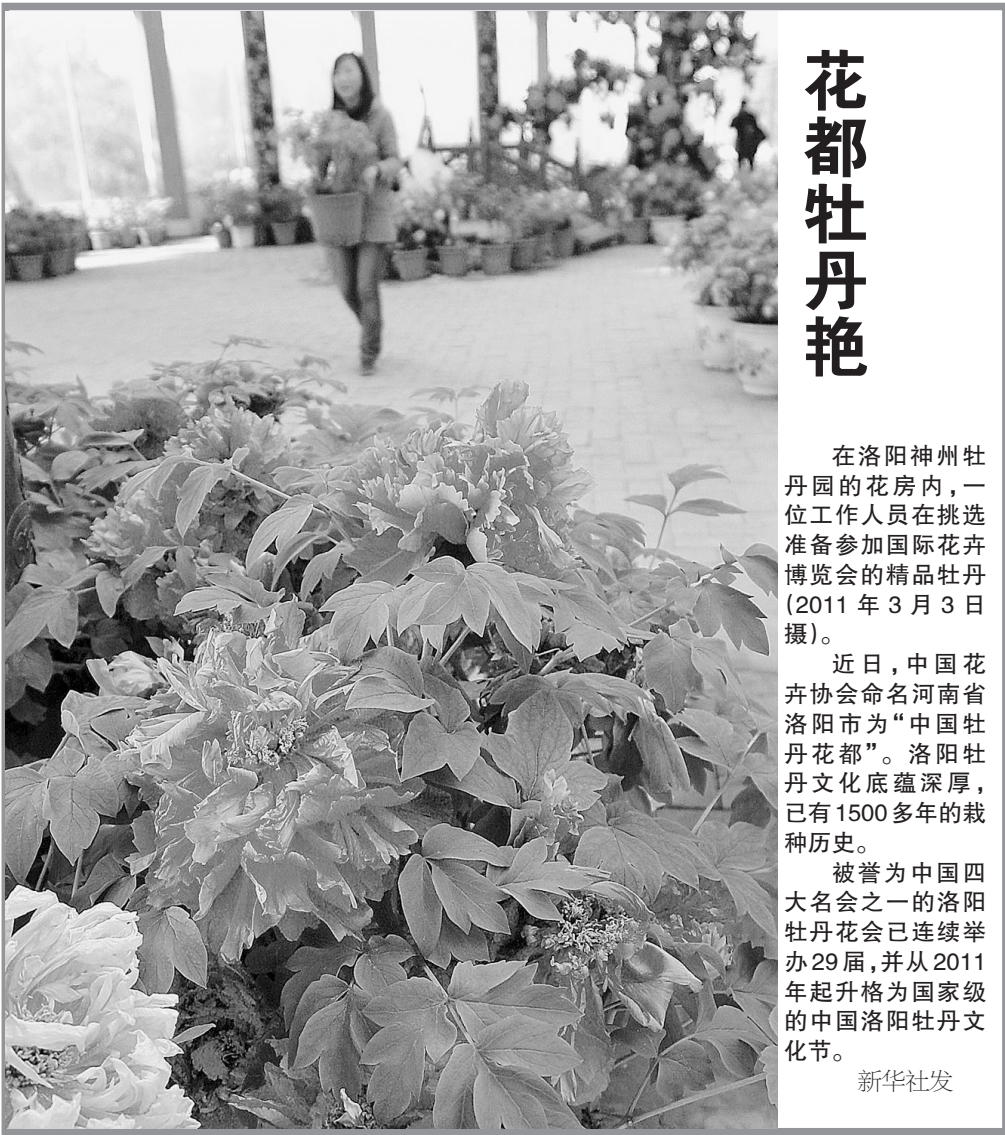 花都牡丹艳
在洛阳神州牡
丹园的花房内，一
位工作人员在挑选
准备参加国际花卉
博览会的精品牡丹
（2011 年 3 月 3 日
摄）。
近日，中国花
卉协会命名河南省
洛阳市为“中国牡
丹花都”。洛阳牡
丹文化底蕴深厚，
已有1500多年的栽
种历史。
被誉为中国四
大名会之一的洛阳
牡丹花会已连续举
办29届，并从2011
年起升格为国家级
的中国洛阳牡丹文
化节。
新华社发